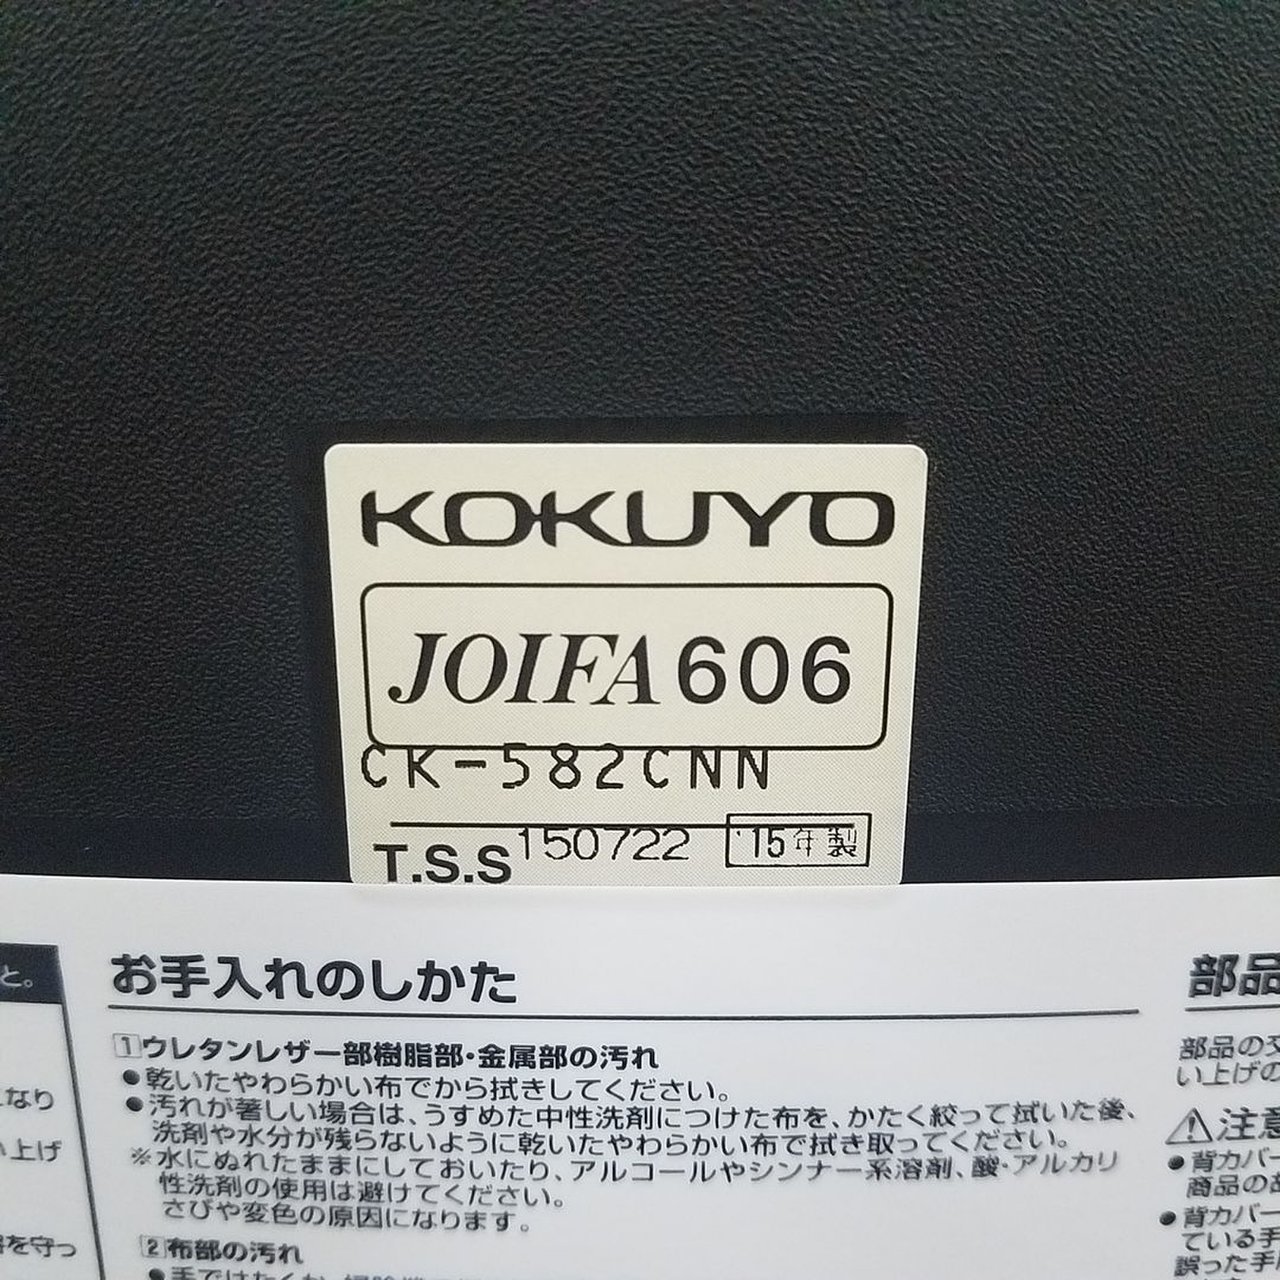 KOKUYO
JOIFA606
CK-582CNN
T.S.S 150722 '15年製
と。
お手入れのしかた
1 ウレタンレザー部樹脂部・金属部の汚れ
●乾いたやわらかい布でから拭きしてください。
●汚れが著しい場合は、うすめた中性洗剤につけた布を、かたく絞って拭いた後、
洗剤や水分が残らないように乾いたやわらかい布で拭き取ってください。
※水にぬれたままにしておいたり、アルコールやシンナー系溶剤、酸・アルカリ
性洗剤の使用は避けてください。
さびや変色の原因になります。
2 布部の汚れ
なり
い上げ
を守っ
部品
部品の交
い上げの
⚠注意
●背カバー
商品の
●背カバー
ている手
誤った手